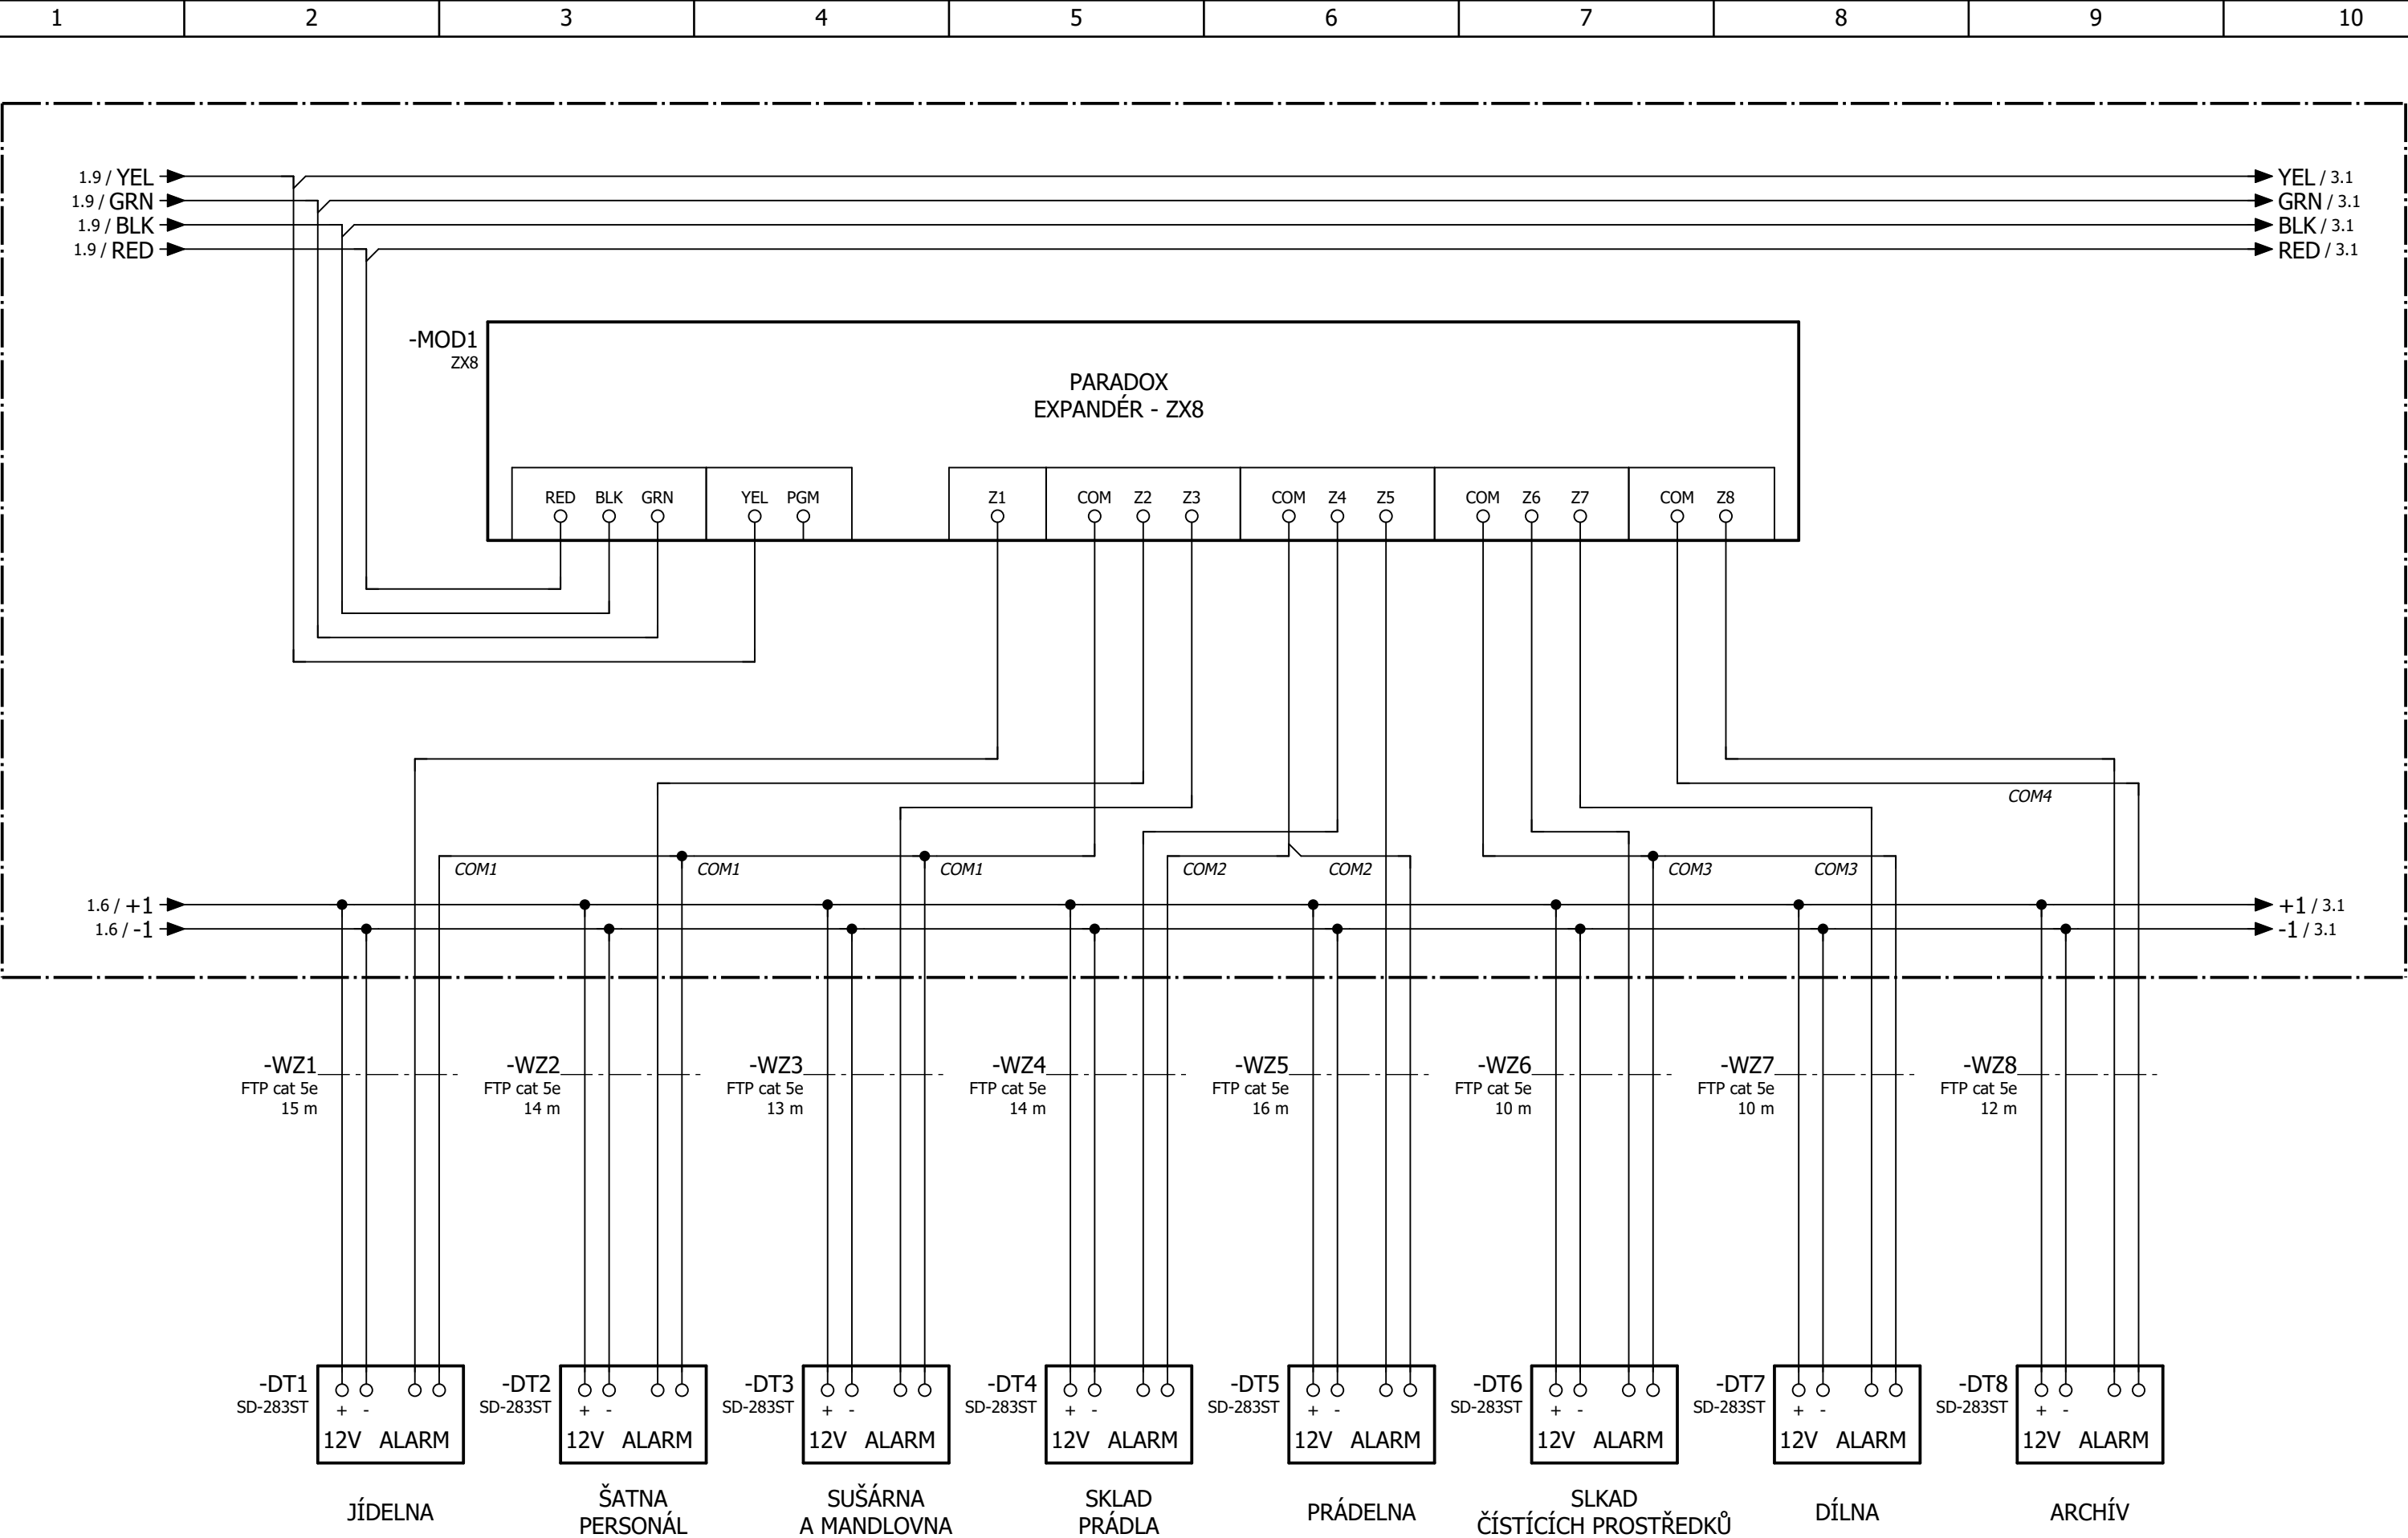 1 2 3 4 5 6 7 8 9 10
1.9 / YEL
YEL / 3.1
1.9 / GRN
GRN / 3.1
1.9 / BLK
BLK / 3.1
1.9 / RED
RED / 3.1
-MOD1
ZX8
PARADOX
EXPANDÉR - ZX8
RED BLK GRN YEL PGM Z1 COM Z2 Z3 COM Z4 Z5 COM Z6 Z7 COM Z8
COM4
COM1 COM1 COM1 COM2 COM2 COM3 COM3
1.6 / +1
+1 / 3.1
1.6 / -1
-1 / 3.1
-WZ1
FTP cat 5e
15 m
-WZ2
FTP cat 5e
14 m
-WZ3
FTP cat 5e
13 m
-WZ4
FTP cat 5e
14 m
-WZ5
FTP cat 5e
16 m
-WZ6
FTP cat 5e
10 m
-WZ7
FTP cat 5e
10 m
-WZ8
FTP cat 5e
12 m
-DT1
SD-283ST
+ -
12V ALARM
JÍDELNA
-DT2
SD-283ST
+ -
12V ALARM
ŠATNA
PERSONÁL
-DT3
SD-283ST
+ -
12V ALARM
SUŠÁRNA
A MANDLOVNA
-DT4
SD-283ST
+ -
12V ALARM
SKLAD
PRÁDLA
-DT5
SD-283ST
+ -
12V ALARM
PRÁDELNA
-DT6
SD-283ST
+ -
12V ALARM
SLKAD
ČÍSTÍCÍCH PROSTŘEDKŮ
-DT7
SD-283ST
+ -
12V ALARM
DÍLNA
-DT8
SD-283ST
+ -
12V ALARM
ARCHÍV